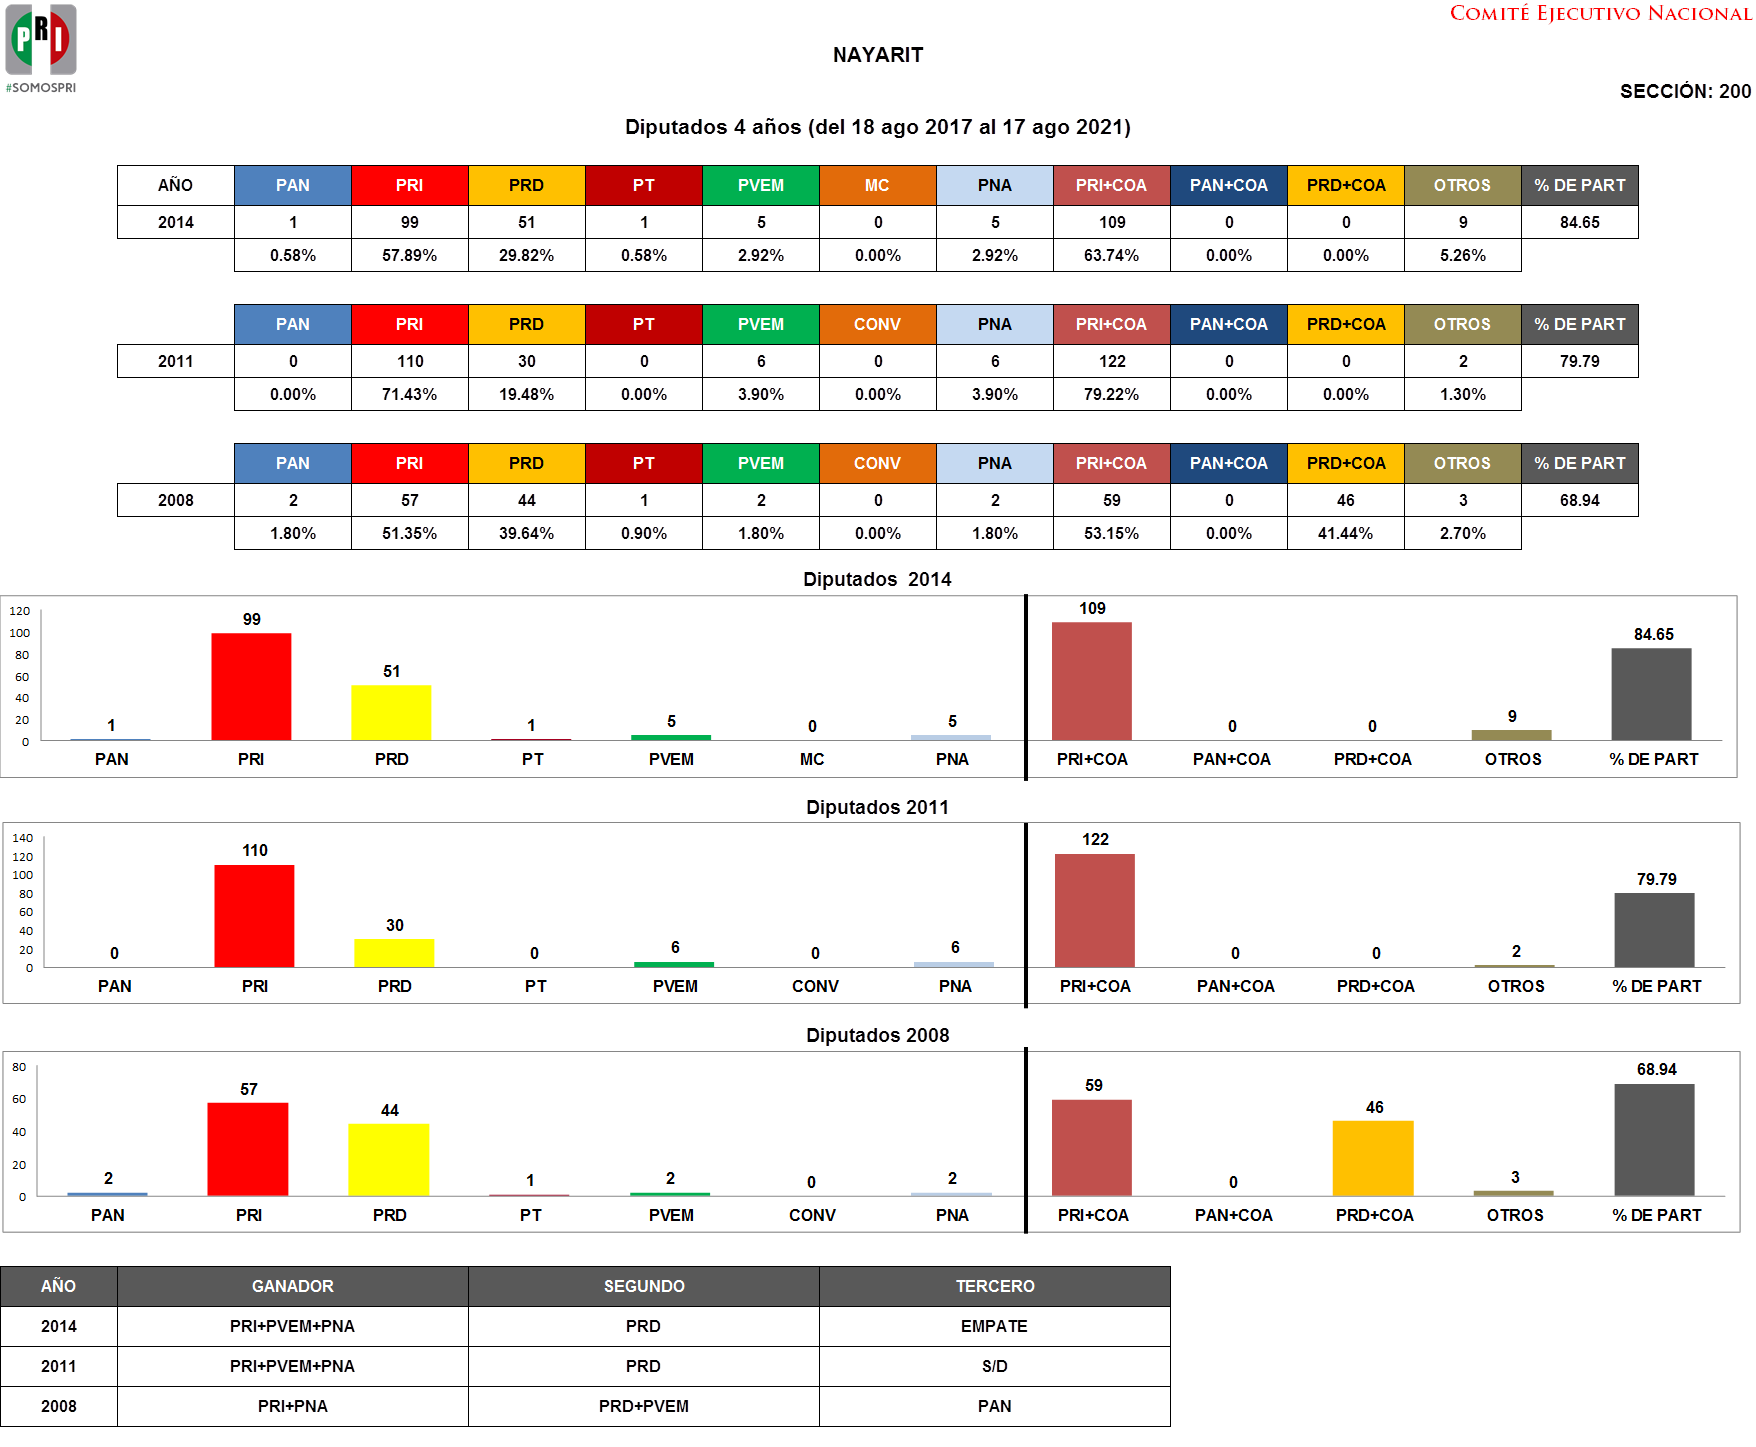 PRI
#SOMOSPRI
COMITÉ EJECUTIVO NACIONAL
NAYARIT
SECCIÓN: 200
Diputados 4 años (del 18 ago 2017 al 17 ago 2021)
AÑO PAN PRI PRD PT PVEM MC PNA PRI+COA PAN+COA PRD+COA OTROS % DE PART
2014 1 99 51 1 5 0 5 109 0 0 9 84.65
0.58% 57.89% 29.82% 0.58% 2.92% 0.00% 2.92% 63.74% 0.00% 0.00% 5.26%
PAN PRI PRD PT PVEM CONV PNA PRI+COA PAN+COA PRD+COA OTROS % DE PART
2011 0 110 30 0 6 0 6 122 0 0 2 79.79
0.00% 71.43% 19.48% 0.00% 3.90% 0.00% 3.90% 79.22% 0.00% 0.00% 1.30%
PAN PRI PRD PT PVEM CONV PNA PRI+COA PAN+COA PRD+COA OTROS % DE PART
2008 2 57 44 1 2 0 2 59 0 46 3 68.94
1.80% 51.35% 39.64% 0.90% 1.80% 0.00% 1.80% 53.15% 0.00% 41.44% 2.70%
Diputados  2014
120
100
80
60
40
20
0
1 99 51 1 5 0 5 109 0 0 9 84.65
PAN PRI PRD PT PVEM MC PNA PRI+COA PAN+COA PRD+COA OTROS % DE PART
Diputados 2011
140
120
100
80
60
40
20
0
0 110 30 0 6 0 6 122 0 0 2 79.79
PAN PRI PRD PT PVEM CONV PNA PRI+COA PAN+COA PRD+COA OTROS % DE PART
Diputados 2008
80
60
40
20
0
2 57 44 1 2 0 2 59 0 46 3 68.94
PAN PRI PRD PT PVEM CONV PNA PRI+COA PAN+COA PRD+COA OTROS % DE PART
AÑO GANADOR SEGUNDO TERCERO
2014 PRI+PVEM+PNA PRD EMPATE
2011 PRI+PVEM+PNA PRD S/D
2008 PRI+PNA PRD+PVEM PAN